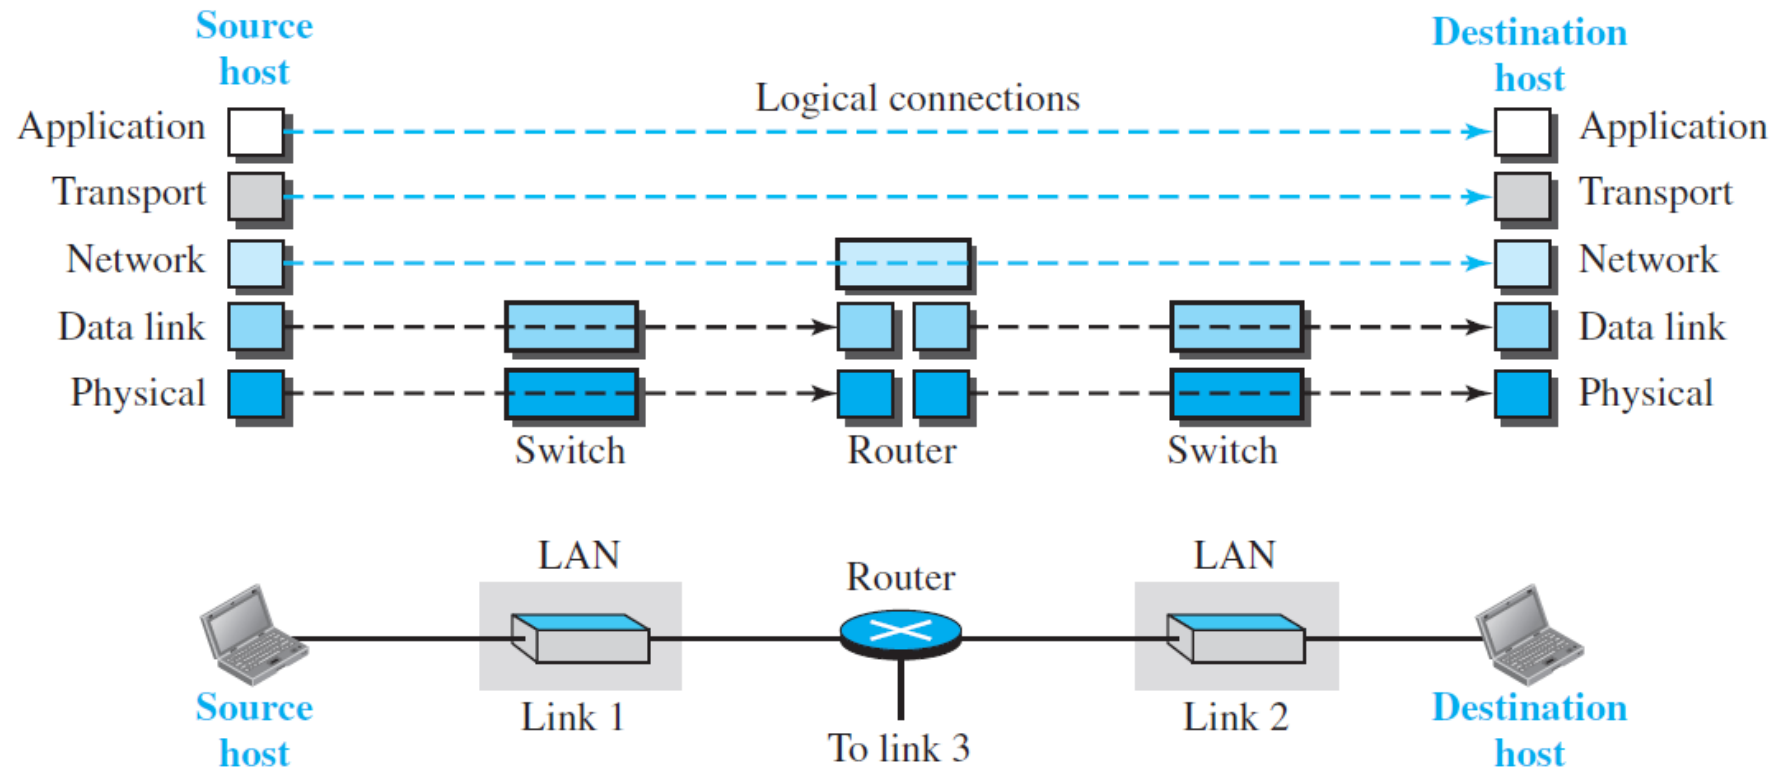 Source
host
Destination
host
Logical connections
Application
Application
Transport
Transport
Network
Network
Data link
Data link
Physical
Physical
Switch
Router
Switch
LAN
Router
LAN
Source
host
Link 1
To link 3
Link 2
Destination
host